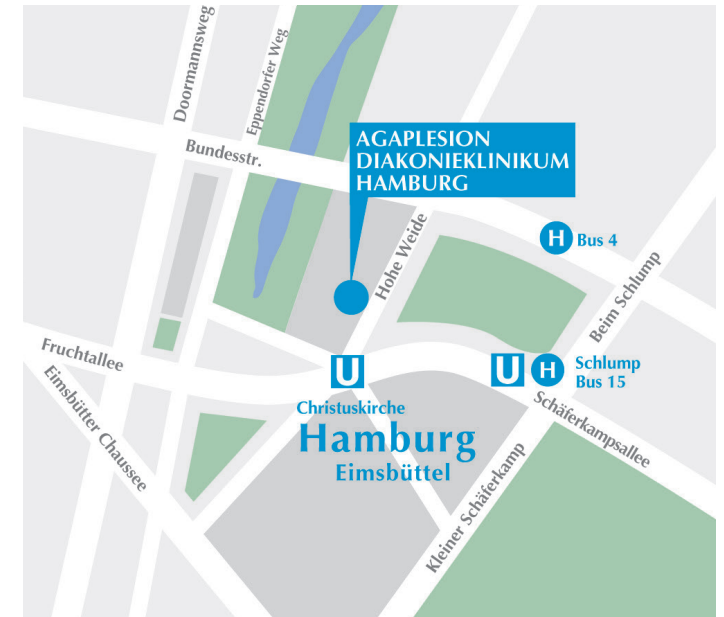 Doormannsweg
Eppendorfer Weg
Bundesstr.
AGAPLESION
DIAKONIEKLINIKUM
HAMBURG
Hohe Weide
H Bus 4
Beim Schlump
Fruchtallee
Eimsbütter Chaussee
U
Christuskirche
U H Schlump
Bus 15
Schäferkampsallee
Hamburg
Eimsbüttel
Kleiner Schäferkamp